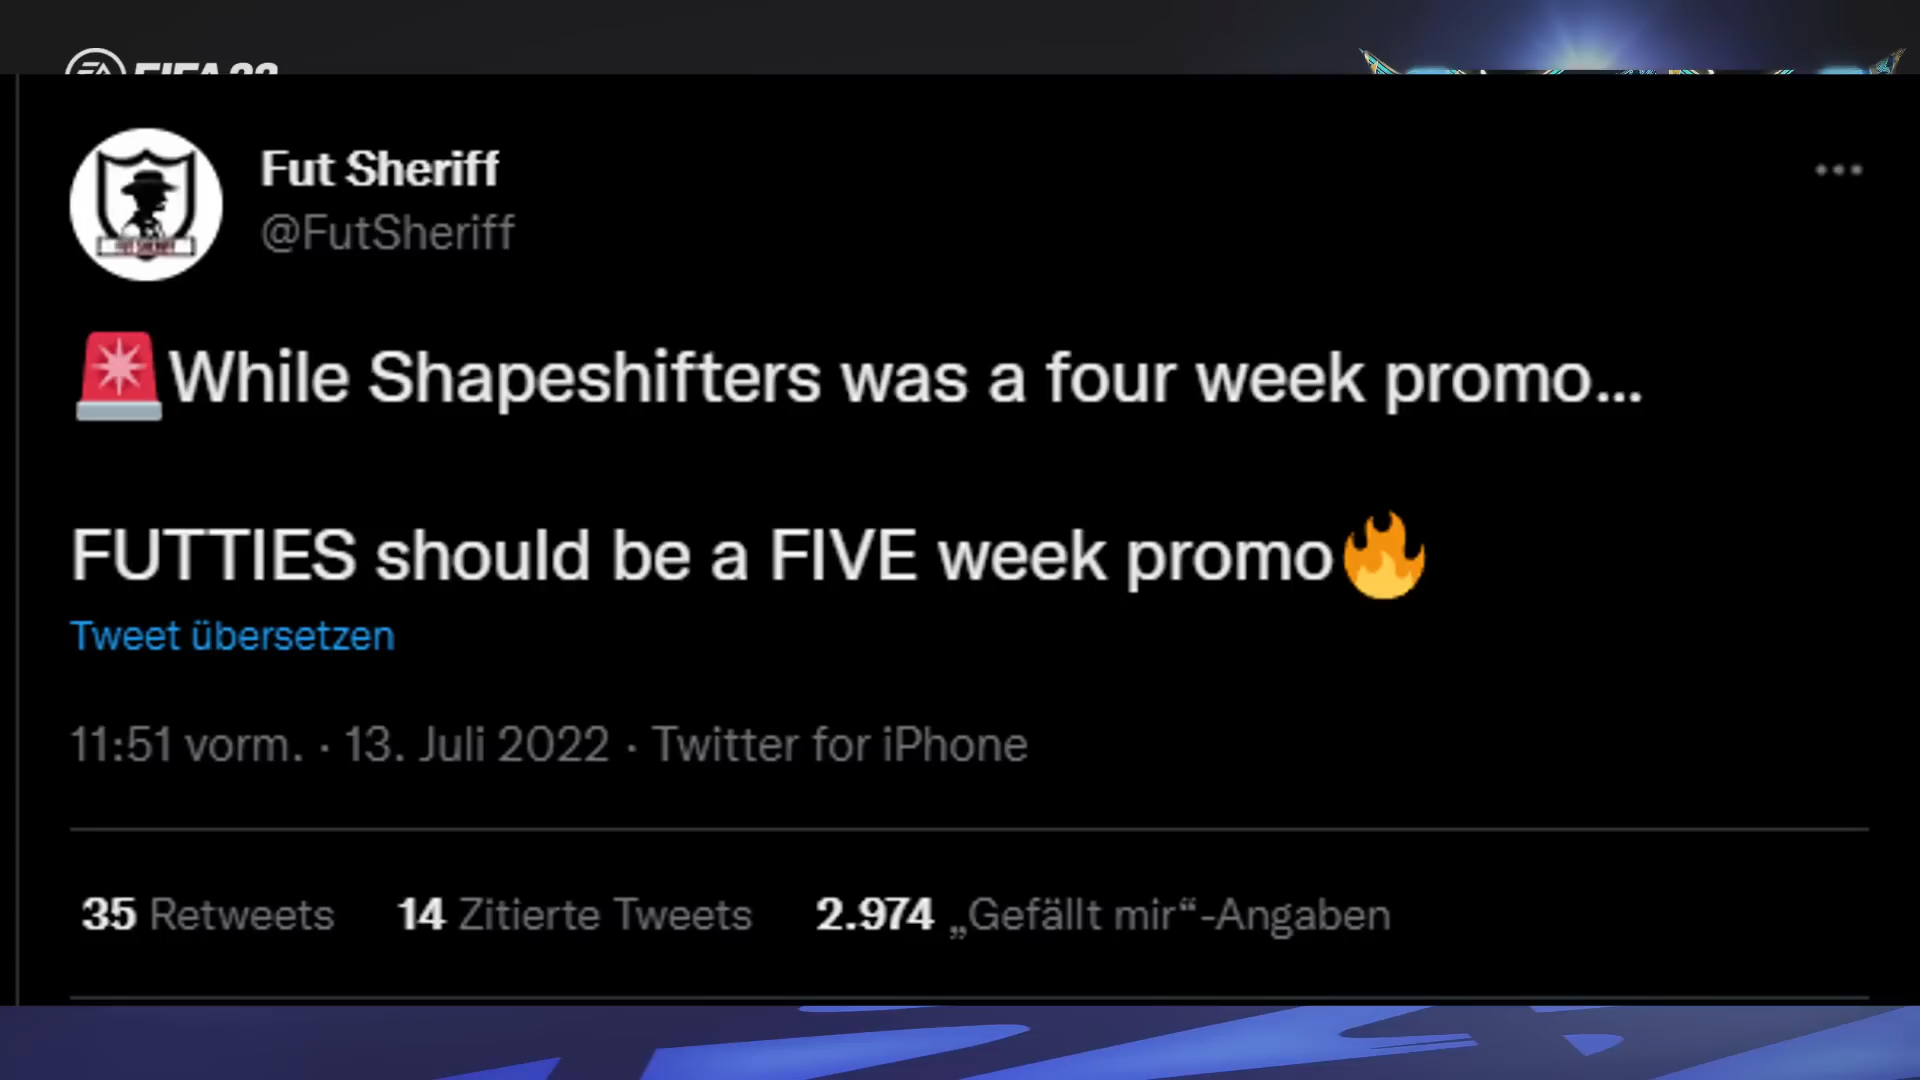 Fut Sheriff
@FutSheriff
🚨While Shapeshifters was a four week promo...
FUTTIES should be a FIVE week promo🔥
Tweet übersetzen
11:51 vorm. · 13. Juli 2022 · Twitter for iPhone
35 Retweets 14 Zitierte Tweets 2.974 „Gefällt mir“-Angaben